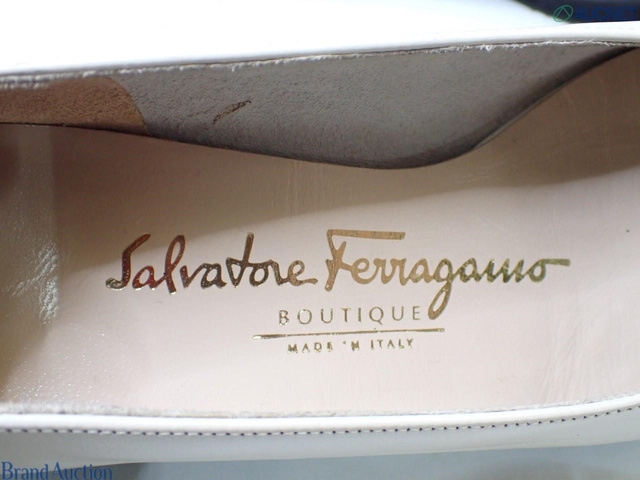 Salvatore Ferragamo
BOUTIQUE
MADE IN ITALY
Brand Auction